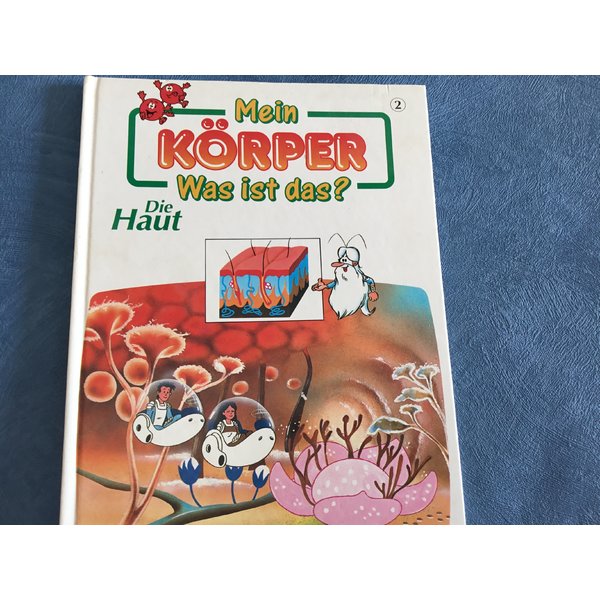 Mein
2
KÖRPER
Was ist das?
Die
Haut